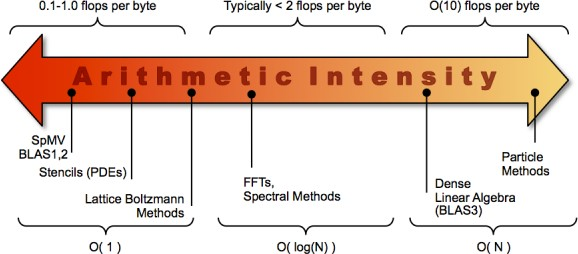 0.1-1.0 flops per byte
Typically < 2 flops per byte
O(10) flops per byte
Arithmetic Intensity
SpMV
BLAS1,2
Stencils (PDEs)
Lattice Boltzmann
Methods
FFTs,
Spectral Methods
Dense
Linear Algebra
(BLAS3)
Particle
Methods
O( 1 )
O( log(N) )
O( N )